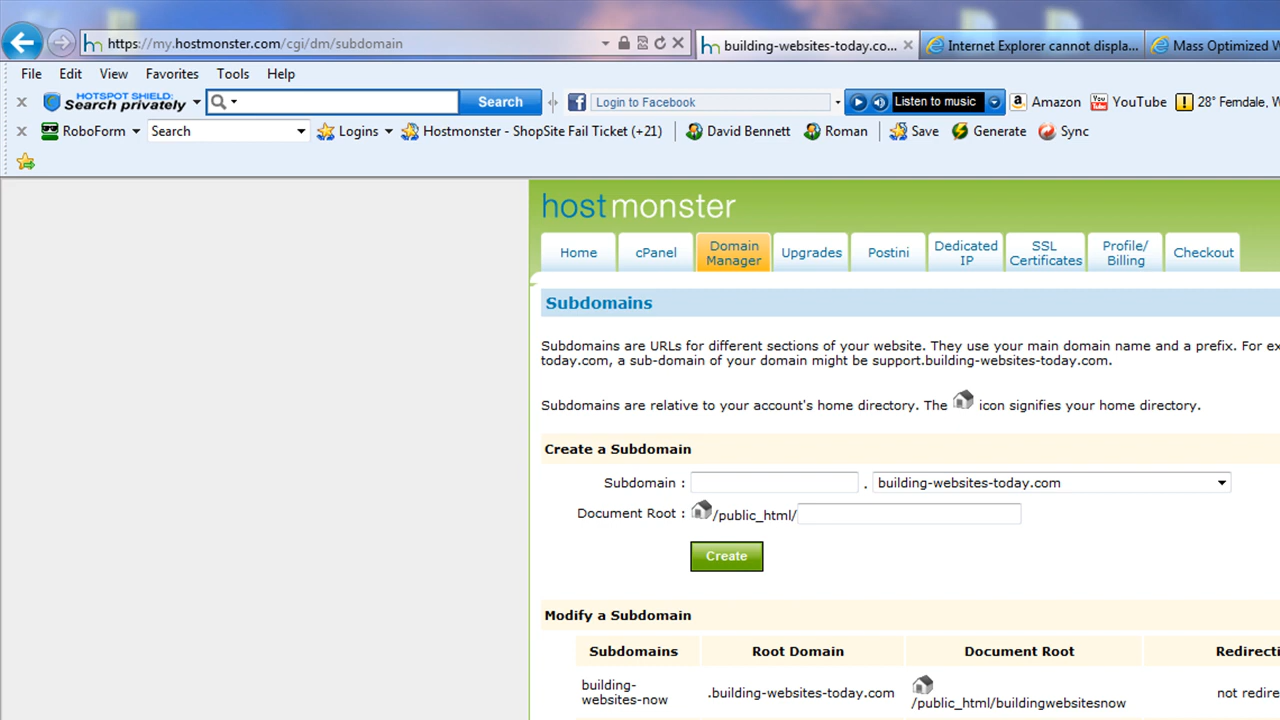 https://my.hostmonster.com/cgi/dm/subdomain
building-websites-today.co...
Internet Explorer cannot displa...
Mass Optimized W
File Edit View Favorites Tools Help
HOTSPOT SHIELD:
Search privately
Search
Login to Facebook
Listen to music
Amazon
You Tube
YouTube
28° Ferndale, W
RoboForm
Search
Logins
Hostmonster - ShopSite Fail Ticket (+21)
David Bennett
Roman
Save
Generate
Sync
hostmonster
Home
cPanel
Domain Manager
Upgrades
Postini
Dedicated IP
SSL Certificates
Profile/ Billing
Checkout
Subdomains
Subdomains are URLs for different sections of your website. They use your main domain name and a prefix. For ex
today.com, a sub-domain of your domain might be support.building-websites-today.com.
Subdomains are relative to your account's home directory. The icon signifies your home directory.
Create a Subdomain
Subdomain : . building-websites-today.com
Document Root : /public_html/
Create
Modify a Subdomain
Subdomains Root Domain Document Root Redirecti
building-
websites-now
.building-websites-today.com
/public_html/buildingwebsitesnow
not redire